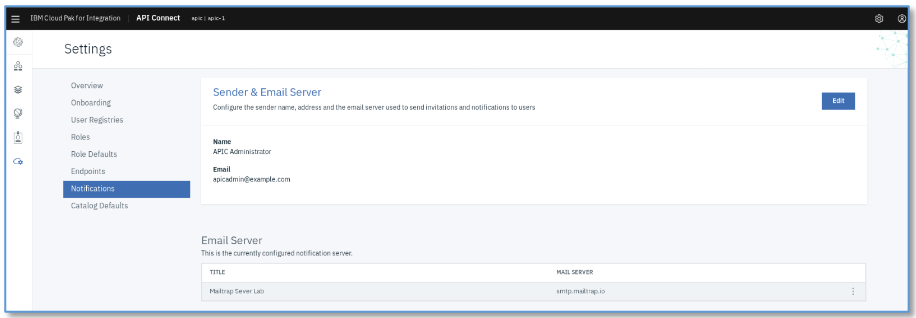 IBM Cloud Pak for Integration API Connect apic | apic-1
Settings
Overview
Onboarding
User Registries
Roles
Role Defaults
Endpoints
Notifications
Catalog Defaults
Sender & Email Server
Configure the sender name, address and the email server used to send invitations and notifications to users
Edit
Name
APIC Administrator
Email
apicadmin@example.com
Email Server
This is the currently configured notification server.
TITLE MAIL SERVER
Mailtrap Sever Lab smtp.mailtrap.io